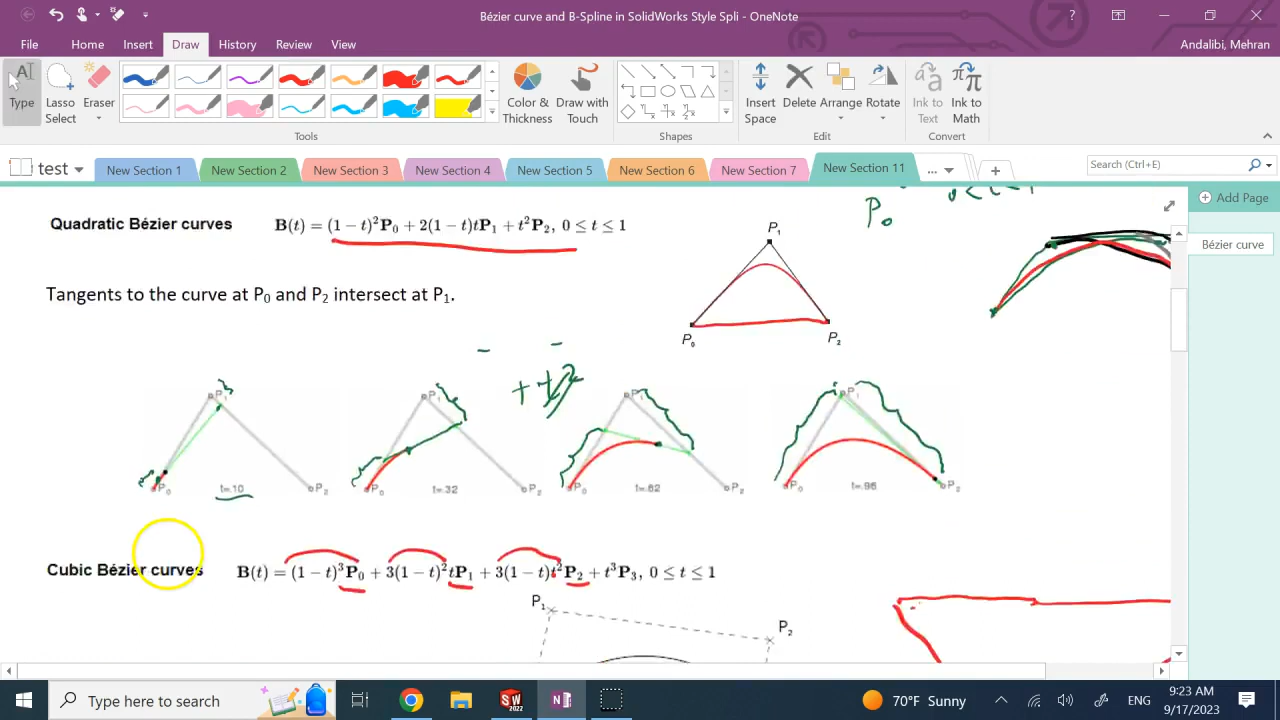 Bézier curve and B-Spline in SolidWorks Style Spli - OneNote
?
Andalibi, Mehran
File Home Insert Draw History Review View
Type
Lasso Select
Eraser
Color & Thickness
Draw with Touch
Insert Space
Delete
Arrange
Rotate
Ink to Text
Ink to Math
Tools
Shapes
Edit
Convert
test
New Section 1
New Section 2
New Section 3
New Section 4
New Section 5
New Section 6
New Section 7
New Section 11
...
Search (Ctrl+E)
Add Page
Bézier curve
P₀
Quadratic Bézier curves B(t) = (1 − t)²P₀ + 2(1 − t)tP₁ + t²P₂, 0 ≤ t ≤ 1
P₁
Tangents to the curve at P₀ and P₂ intersect at P₁.
P₀
P₂
+ t²
P₁ P₁ P₁ P₁
P₀ t=.10 P₂
P₀ t=.32 P₂
P₀ t=.62 P₂
P₀ t=.96 P₂
Cubic Bézier curves B(t) = (1 − t)³P₀ + 3(1 − t)²tP₁ + 3(1 − t)t²P₂ + t³P₃, 0 ≤ t ≤ 1
P₁
P₂
Type here to search
SW
2022
N
70°F Sunny
ENG
9:23 AM
9/17/2023